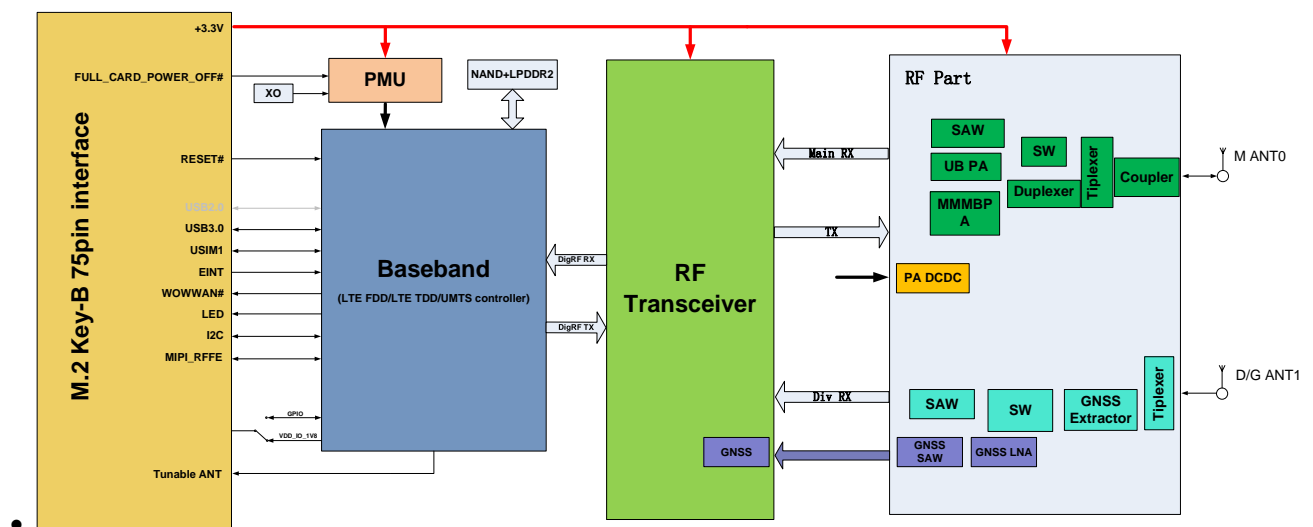 M.2 Key-B 75pin interface
+3.3V
FULL_CARD_POWER_OFF#
RESET#
USB2.0
USB3.0
USIM1
EINT
WOWWAN#
LED
I2C
MIPI_RFFE
GPIO
VDD_IO_1V8
Tunable ANT
XO
PMU
NAND+LPDDR2
Baseband
(LTE FDD/LTE TDD/UMTS controller)
DigRF RX
DigRF TX
RF
Transceiver
GNSS
Main RX
TX
Div RX
RF Part
SAW
UB PA
MMMBP
A
SW
Duplexer
Tiplexer
Coupler
PA DCDC
SAW
SW
GNSS
Extractor
Tiplexer
GNSS
SAW
GNSS LNA
M ANT0
D/G ANT1